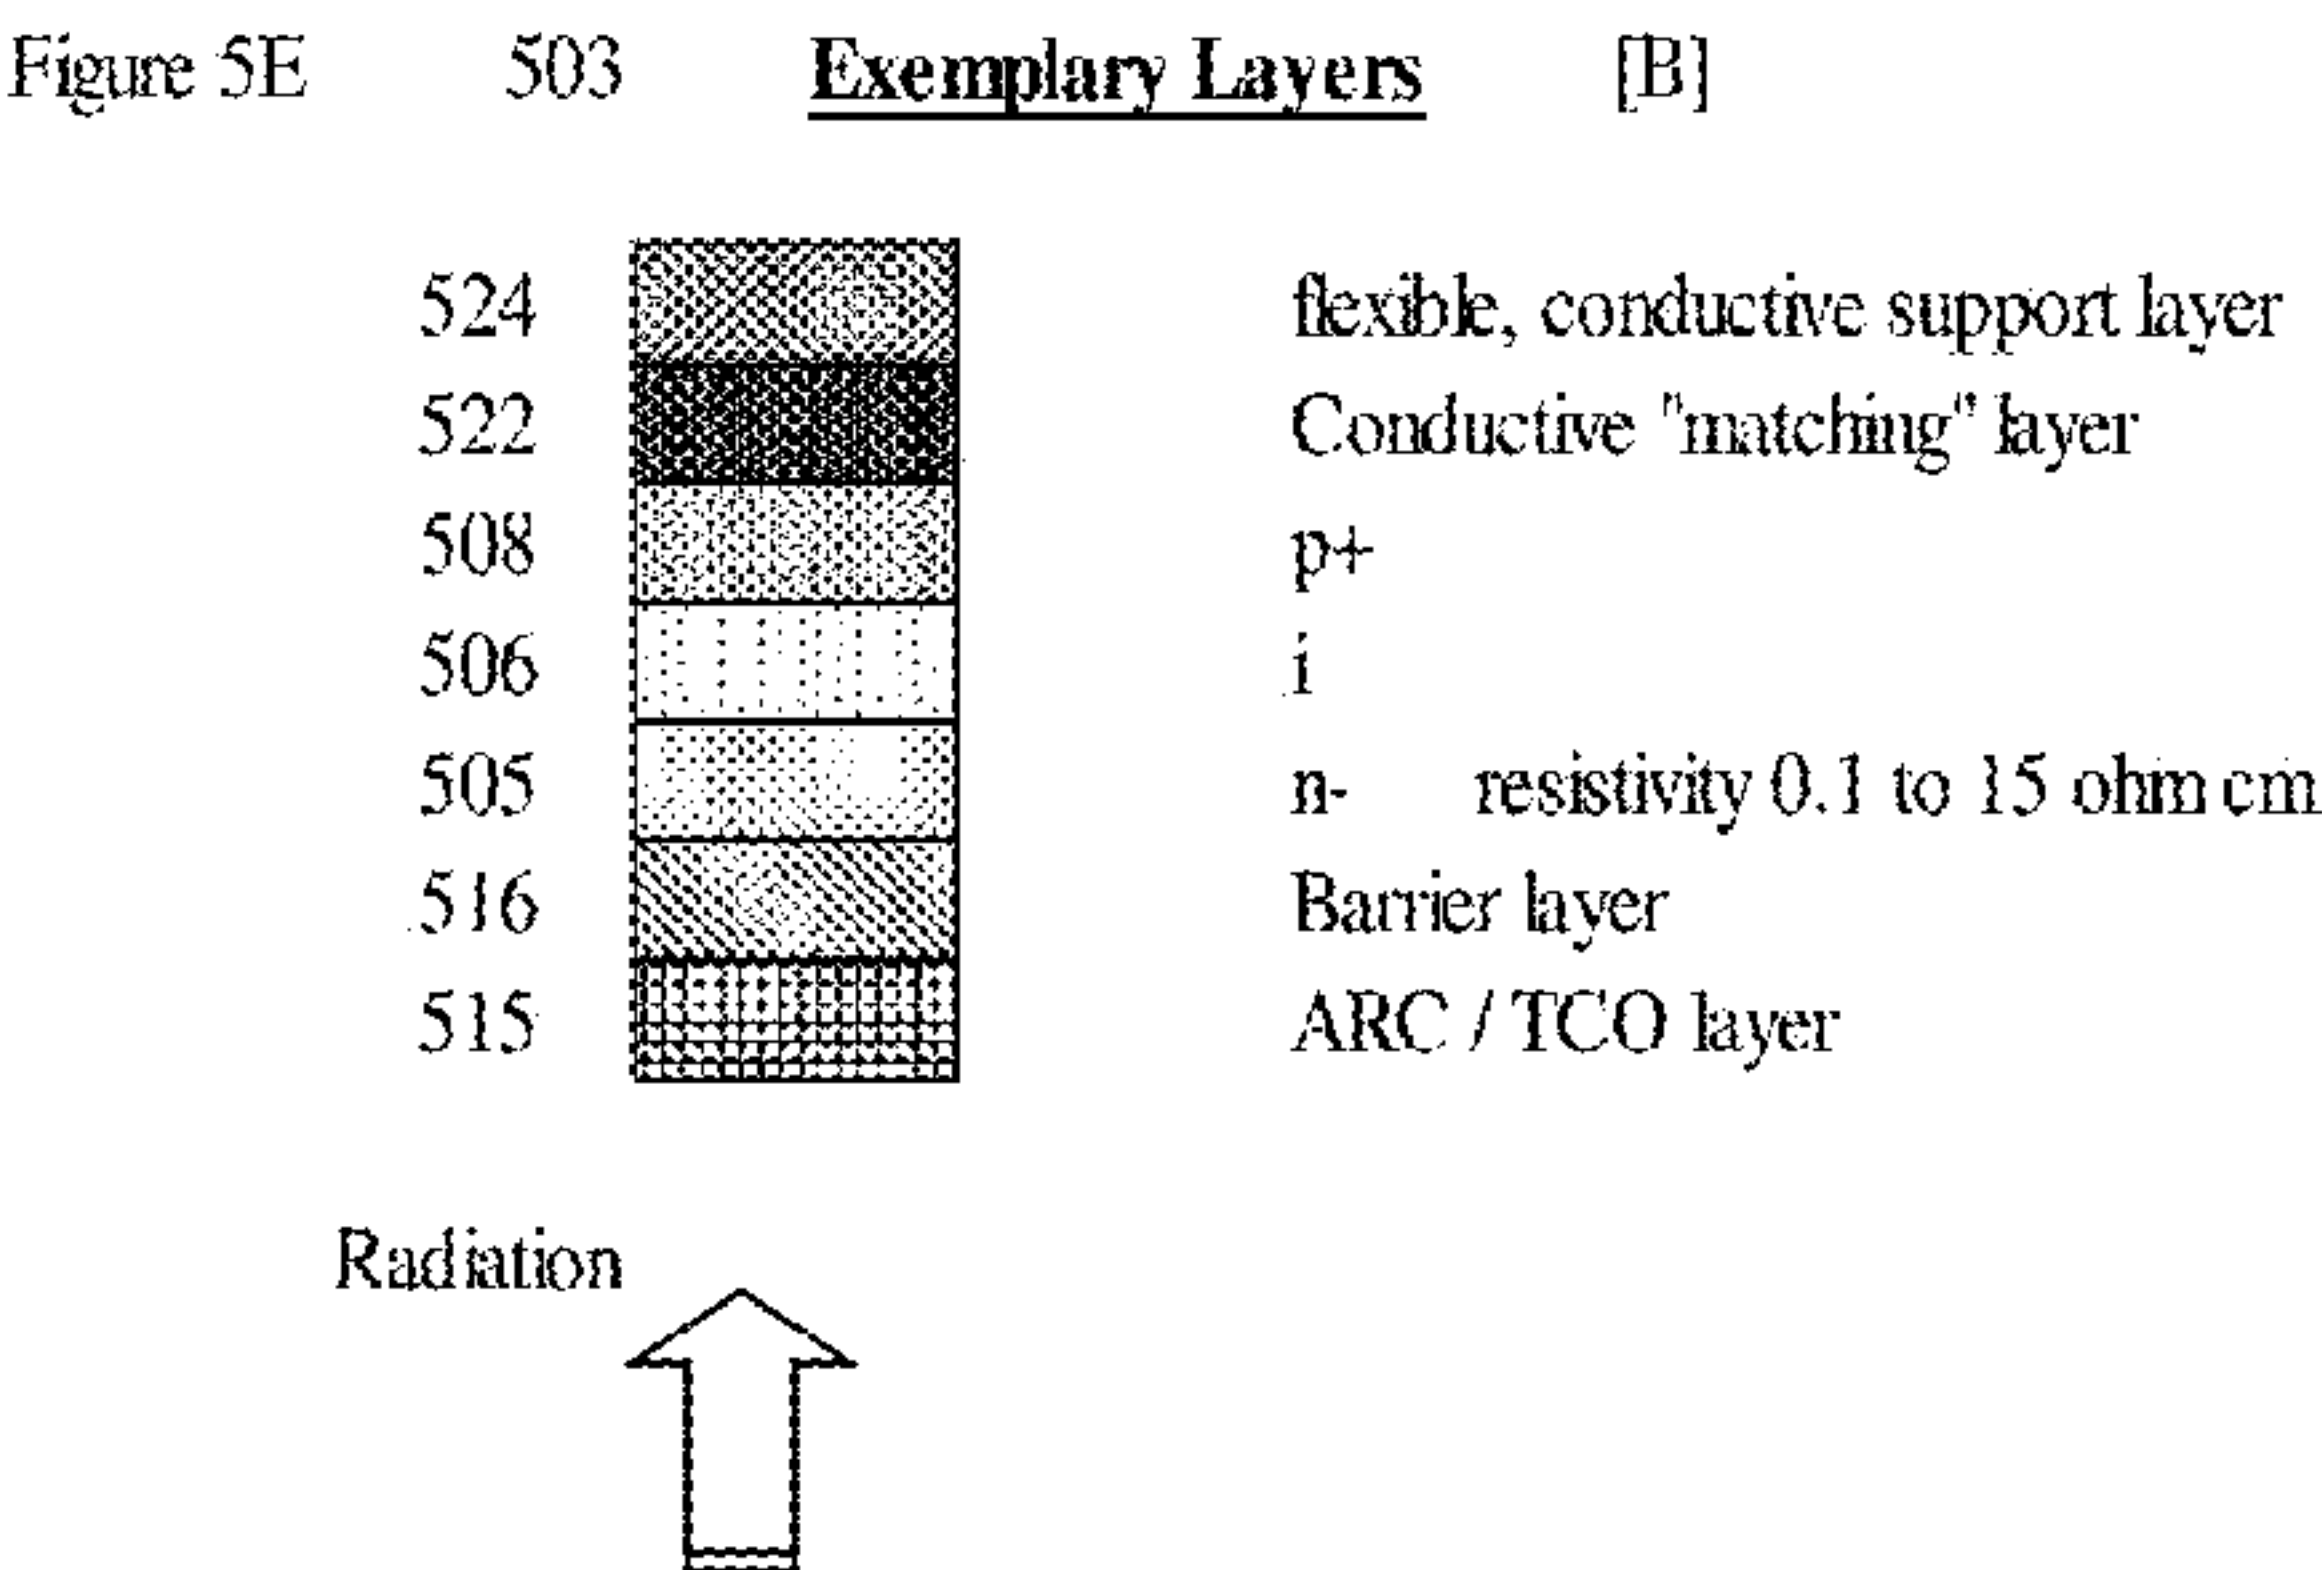 Figure 5E 503 Exemplary Layers [B]
524 flexible, conductive support layer
522 Conductive "matching" layer
508 p+
506 i
505 n- resistivity 0.1 to 15 ohm cm
516 Barrier layer
515 ARC / TCO layer
Radiation